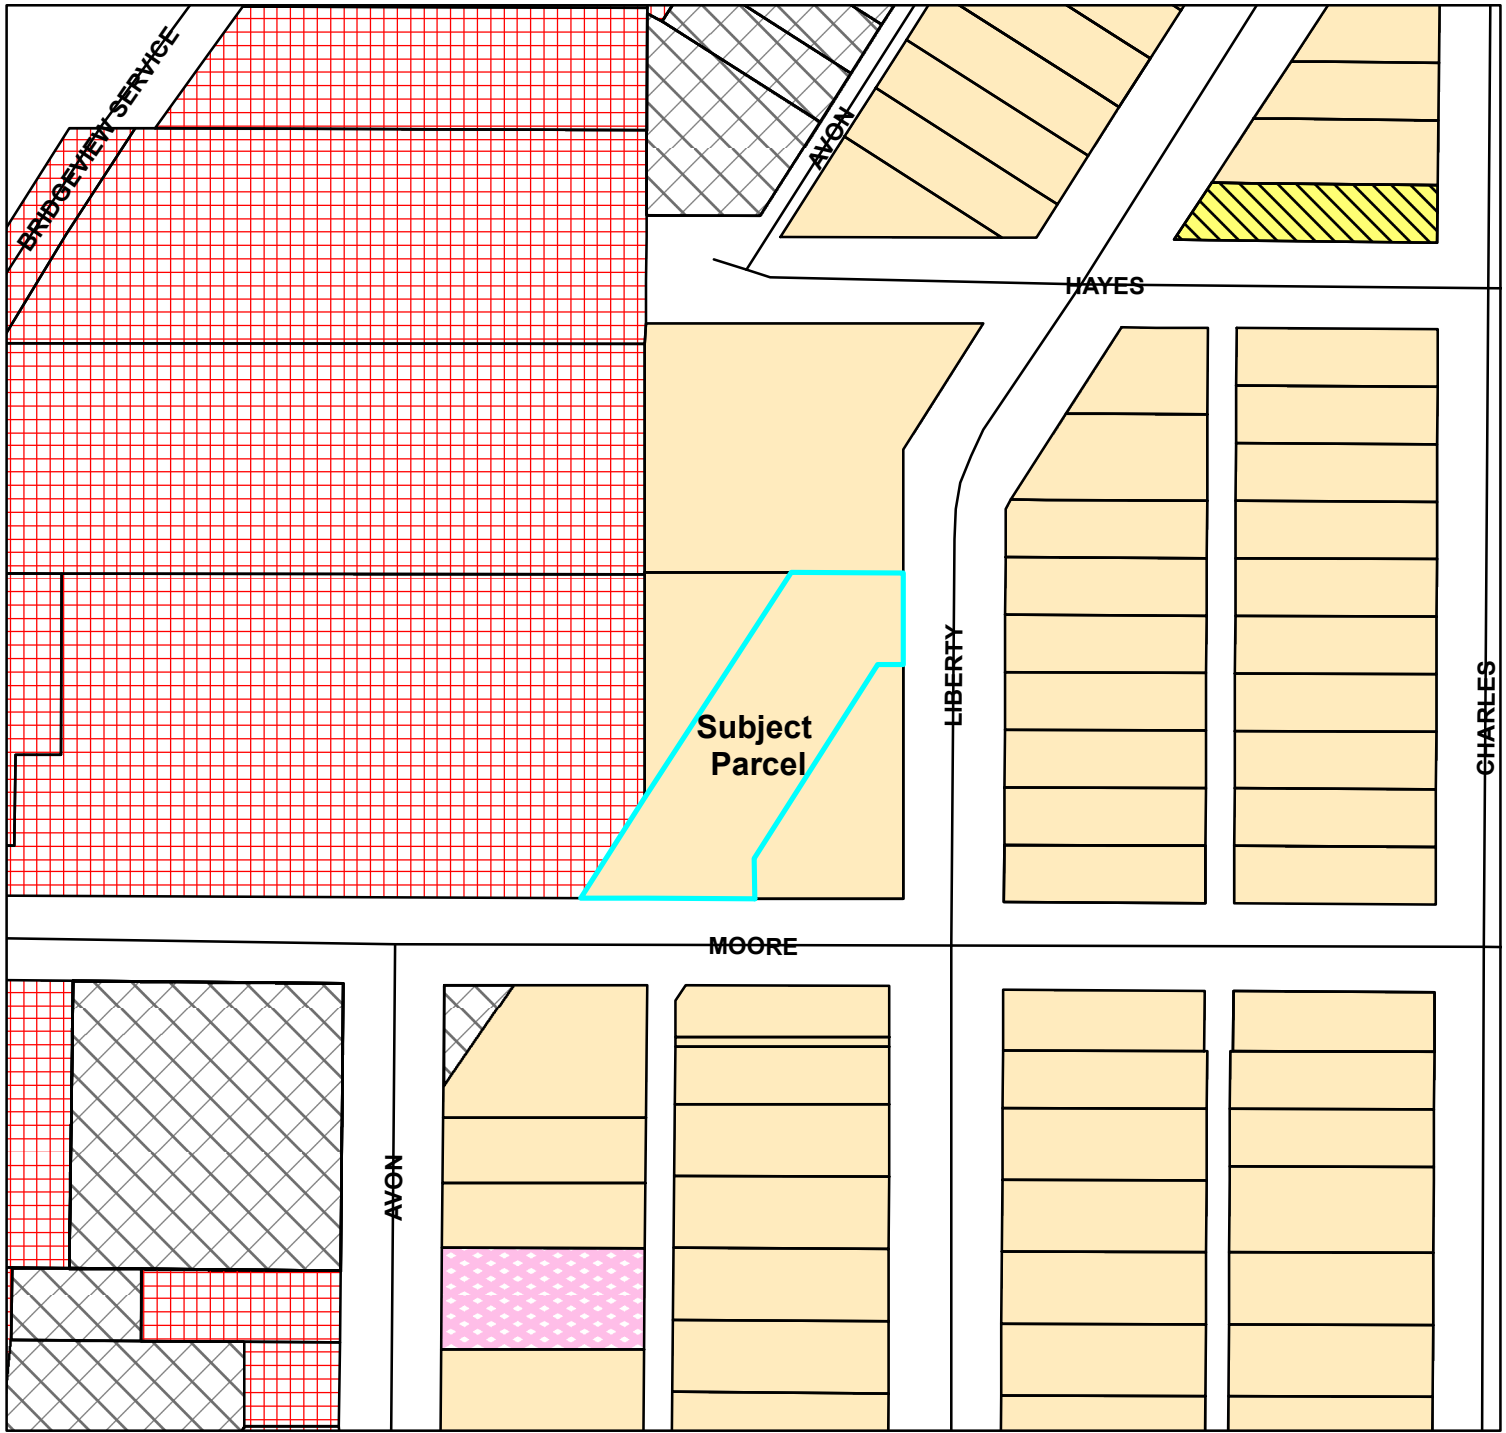 BRIDGEVIEW SERVICE
AVON
HAYES
LIBERTY
CHARLES
Subject
Parcel
MOORE
AVON